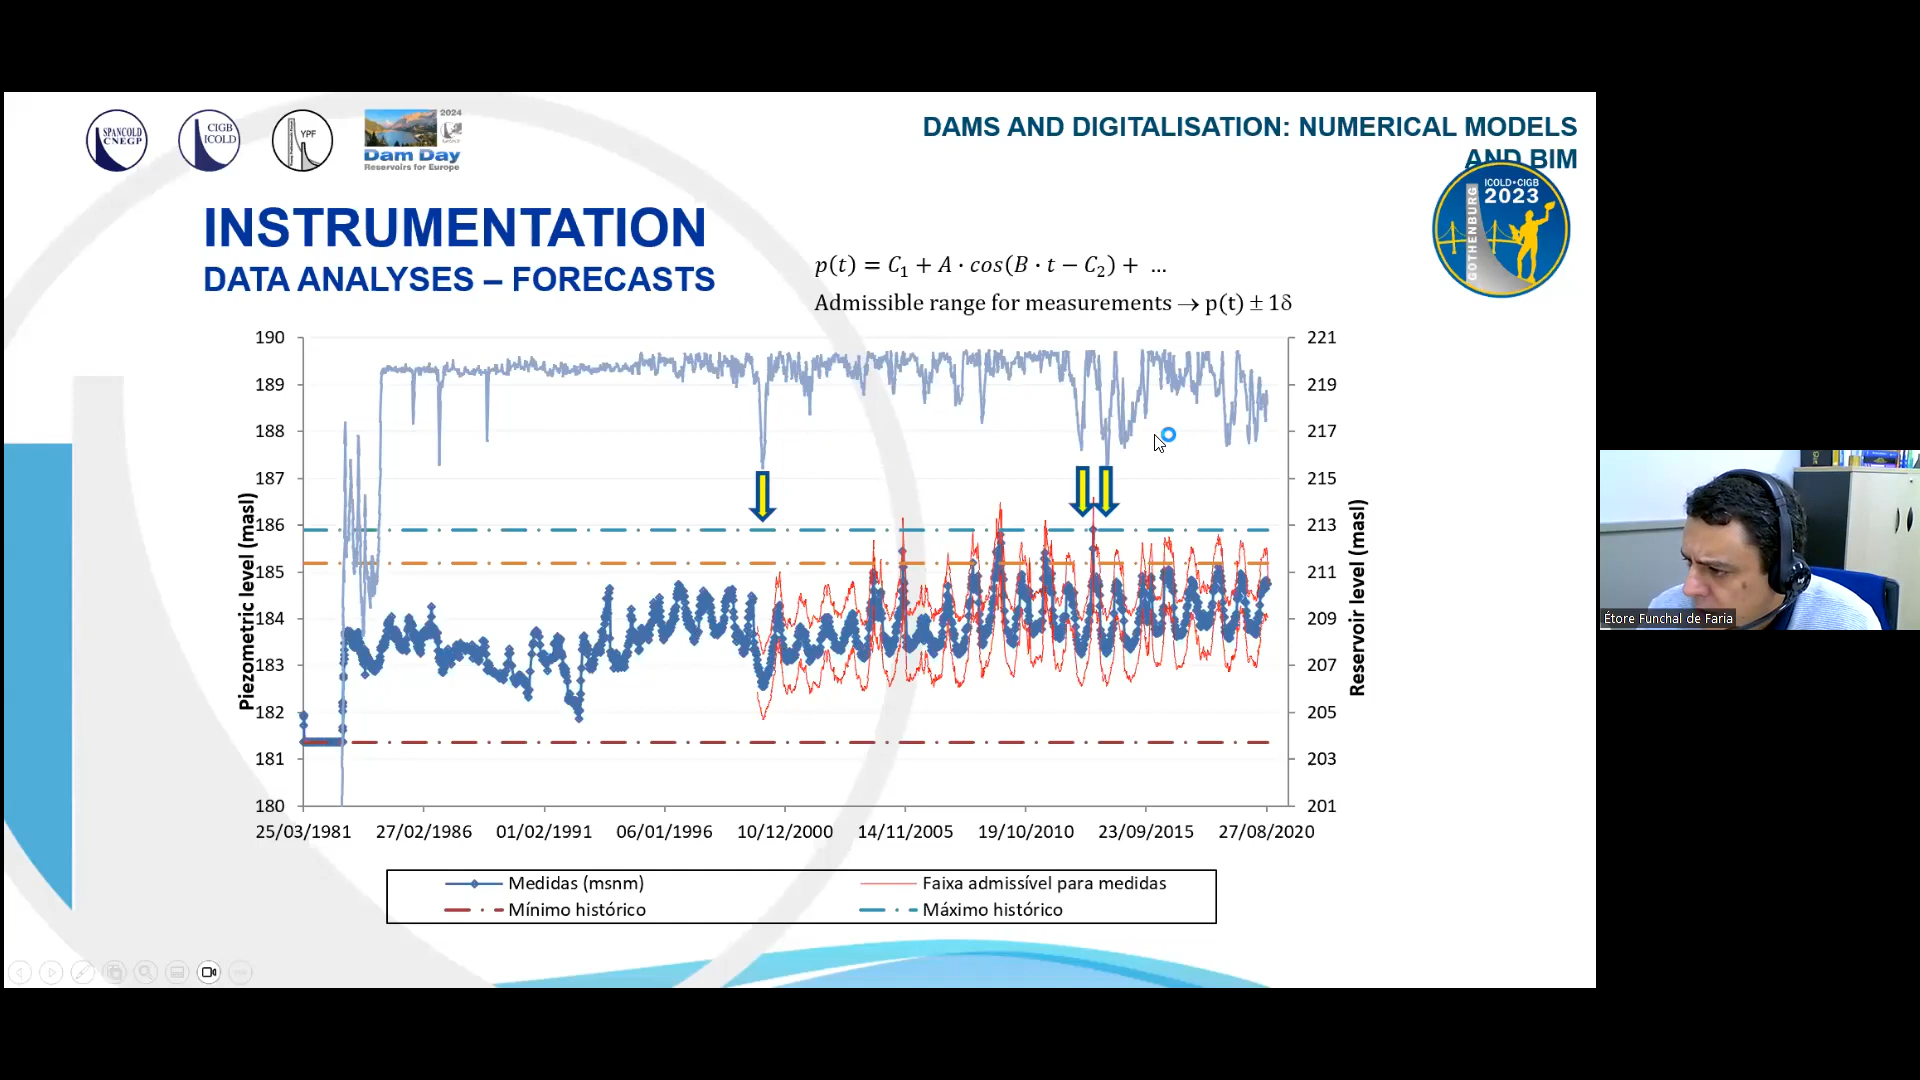 SPANCOLD
CNEGP
CIGB
ICOLD
YPF
2024
Dam Day
Reservoirs for Europe
DAMS AND DIGITALISATION: NUMERICAL MODELS
AND BIM
ICOLD•CIGB
2023
GOTHENBURG
INSTRUMENTATION
DATA ANALYSES – FORECASTS
p(t) = C₁ + A · cos(B · t − C₂) + ...
Admissible range for measurements → p(t) ± 1δ
190
189
188
187
186
185
184
183
182
181
180
Piezometric level (masl)
221
219
217
215
213
211
209
207
205
203
201
Reservoir level (masl)
25/03/1981 27/02/1986 01/02/1991 06/01/1996 10/12/2000 14/11/2005 19/10/2010 23/09/2015 27/08/2020
Medidas (msnm) Faixa admissível para medidas
Mínimo histórico Máximo histórico
Étore Funchal de Faria